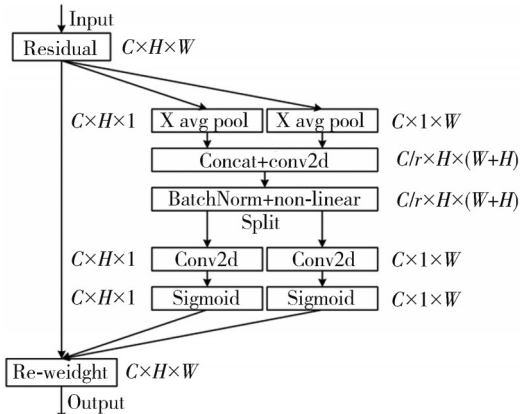 Input
Residual C×H×W
C×H×1 X avg pool X avg pool C×1×W
Concat+conv2d C/r×H×(W+H)
BatchNorm+non-linear C/r×H×(W+H)
Split
C×H×1 Conv2d Conv2d C×1×W
C×H×1 Sigmoid Sigmoid C×1×W
Re-weidght C×H×W
Output